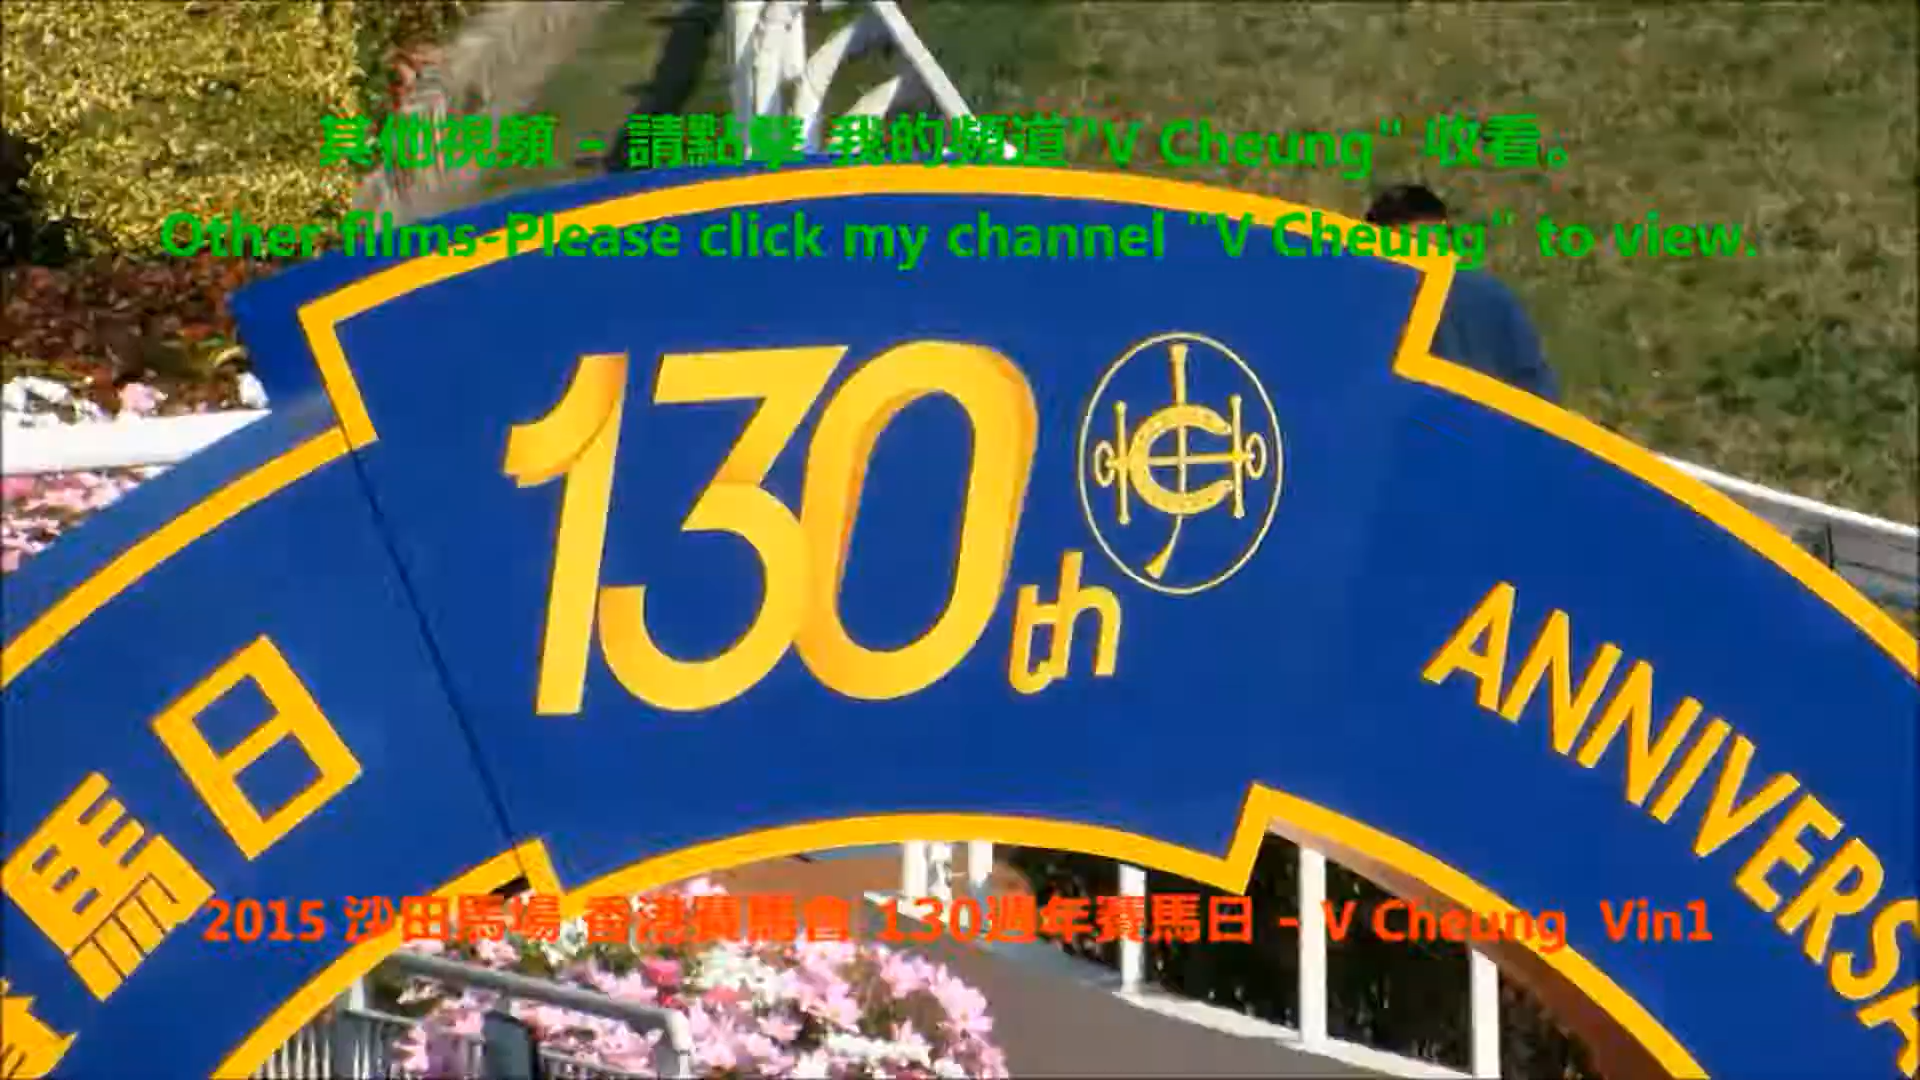 其他視頻 - 請點擊 我的頻道"V Cheung" 收看。
Other films-Please click my channel "V Cheung" to view.
130th
ANNIVERSA
馬日
2015 沙田馬場 香港賽馬會 130週年賽馬日 - V Cheung Vin1